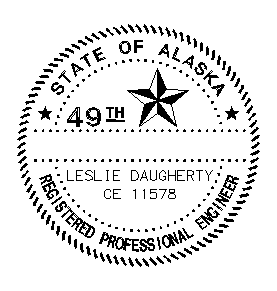 STATE OF ALASKA
49TH
LESLIE DAUGHERTY
CE 11578
REGISTERED PROFESSIONAL ENGINEER